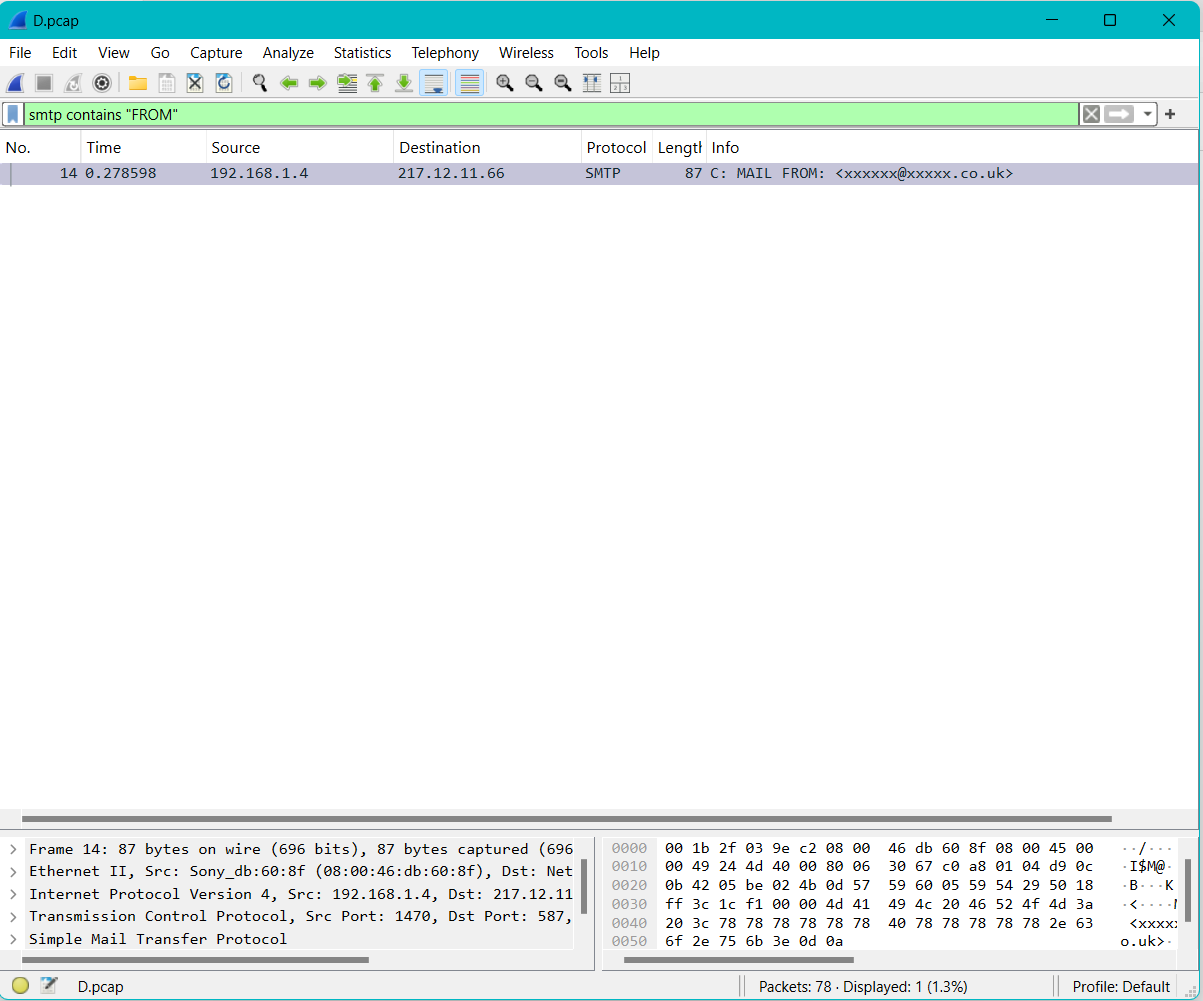 D.pcap
File Edit View Go Capture Analyze Statistics Telephony Wireless Tools Help
smtp contains "FROM"
No. Time Source Destination Protocol Length Info
14 0.278598 192.168.1.4 217.12.11.66 SMTP 87 C: MAIL FROM: <xxxxxx@xxxxx.co.uk>
Frame 14: 87 bytes on wire (696 bits), 87 bytes captured (696
Ethernet II, Src: Sony_db:60:8f (08:00:46:db:60:8f), Dst: Net
Internet Protocol Version 4, Src: 192.168.1.4, Dst: 217.12.11
Transmission Control Protocol, Src Port: 1470, Dst Port: 587,
Simple Mail Transfer Protocol
0000 00 1b 2f 03 9e c2 08 00 46 db 60 8f 08 00 45 00 ··/···
0010 00 49 24 4d 40 00 80 06 30 67 c0 a8 01 04 d9 0c ·I$M@·
0020 0b 42 05 be 02 4b 0d 57 59 60 05 59 54 29 50 18 ·B···K
0030 ff 3c 1c f1 00 00 4d 41 49 4c 20 46 52 4f 4d 3a ·<····M
0040 20 3c 78 78 78 78 78 78 40 78 78 78 78 78 2e 63 <xxxxx
0050 6f 2e 75 6b 3e 0d 0a o.uk>·
D.pcap
Packets: 78 · Displayed: 1 (1.3%)
Profile: Default